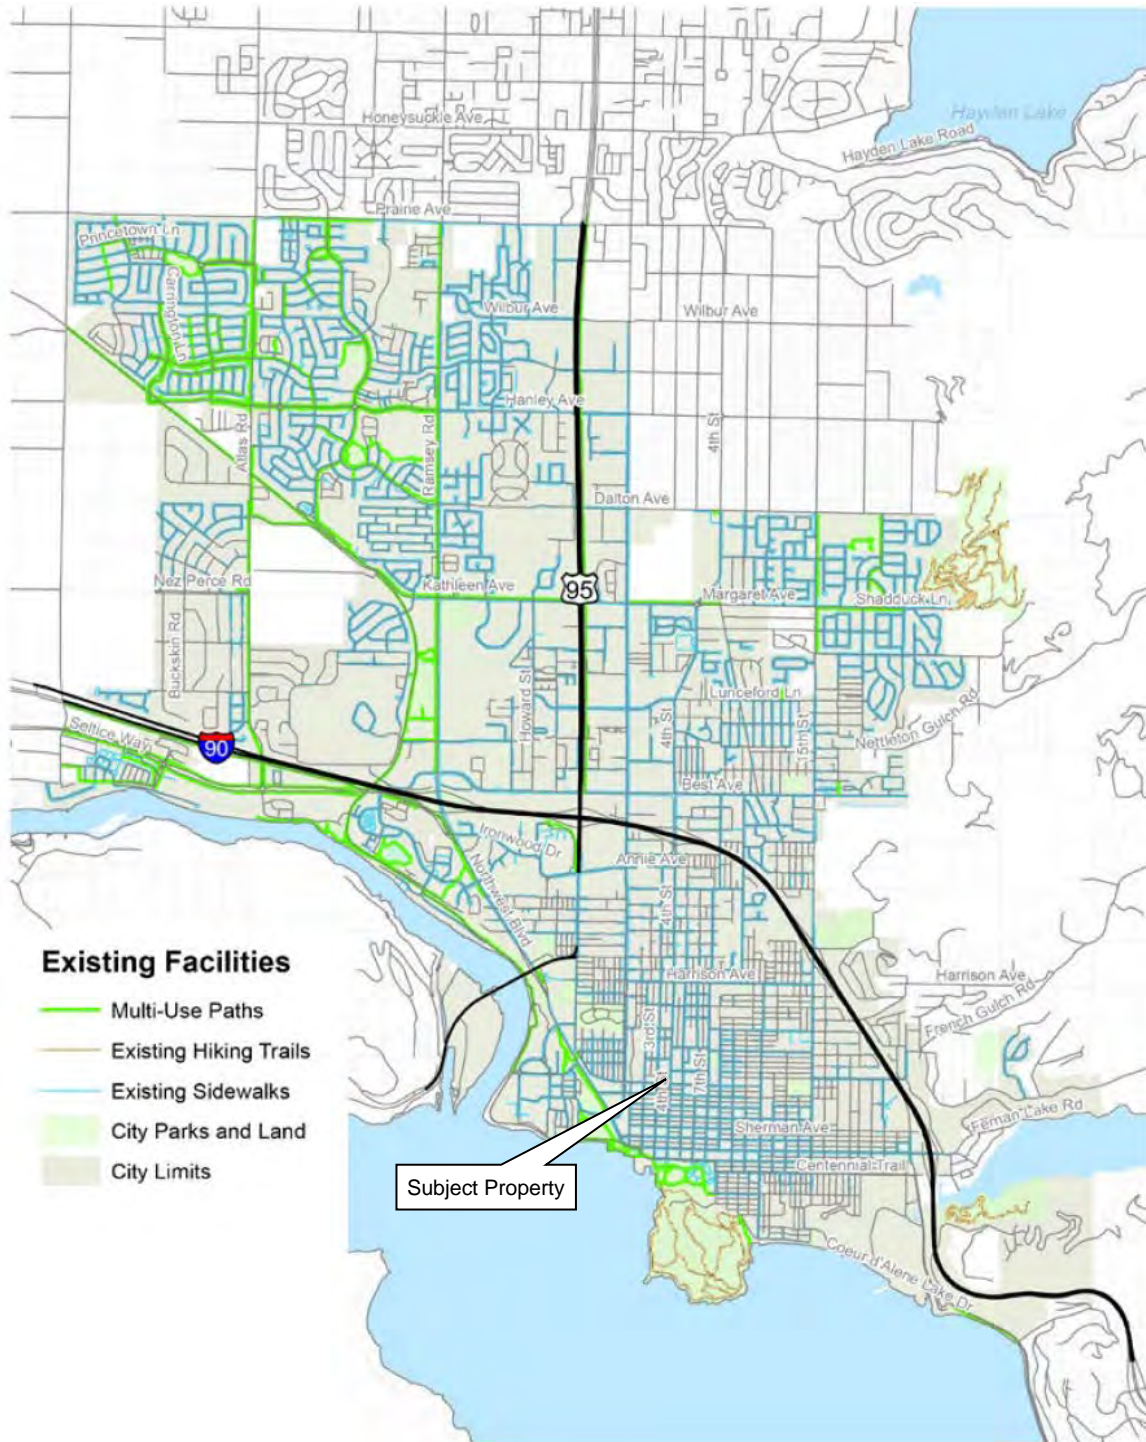 Hayden Lake
Honeysuckle Ave
Hayden Lake Road
Prairie Ave
Princetown Ln
Carrington Ln
Wilbur Ave
Wilbur Ave
Hanley Ave
Atlas Rd
Ramsey Rd
4th St
Dalton Ave
Nez Perce Rd
Kathleen Ave
95
Margaret Ave
Shadduck Ln
Buckskin Rd
Howard St
Lunceford Ln
4th St
15th St
Nettleton Gulch Rd
Seltice Way
90
Best Ave
Ironwood Dr
Annie Ave
Northwest Blvd
4th St
Harrison Ave
Harrison Ave
French Gulch Rd
3rd St
7th St
4th St
Fernan Lake Rd
Sherman Ave
Centennial Trail
Coeur d'Alene Lake Dr
Subject Property
Existing Facilities
Multi-Use Paths
Existing Hiking Trails
Existing Sidewalks
City Parks and Land
City Limits